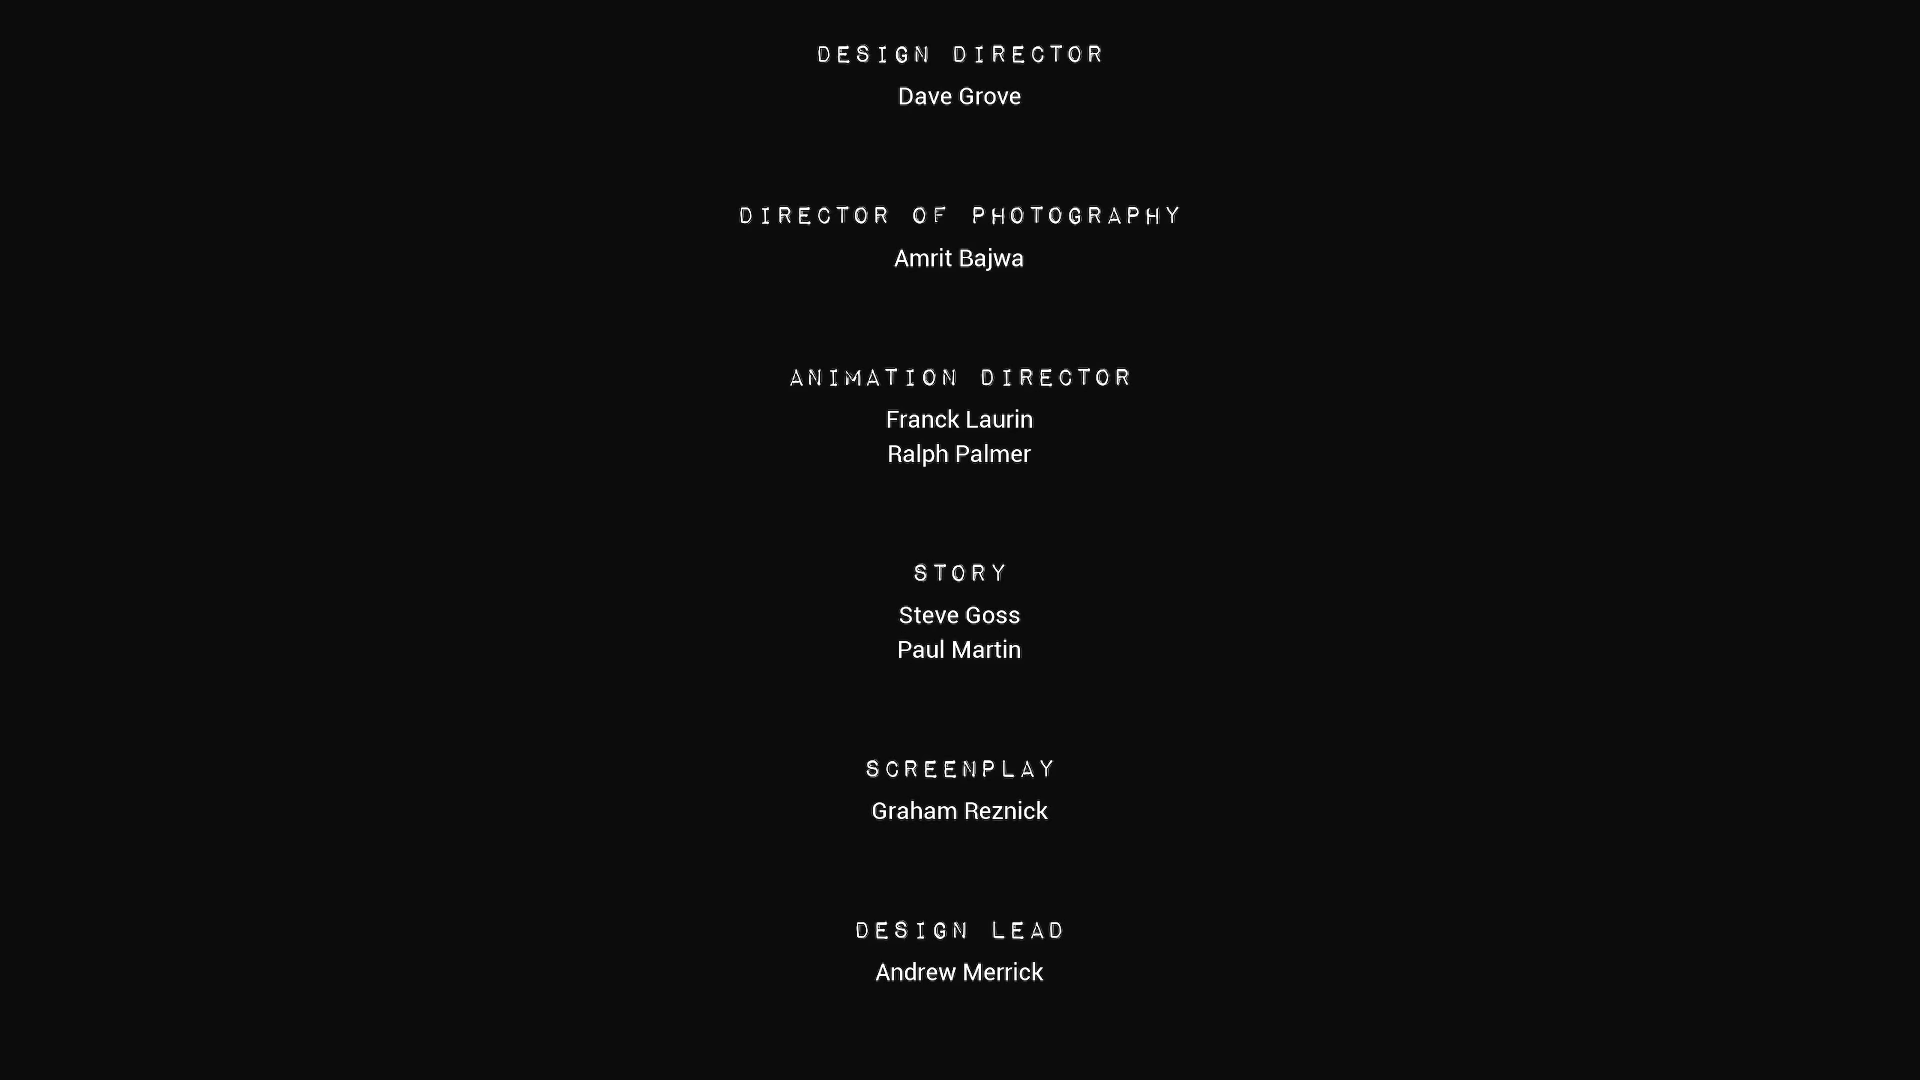 DESIGN DIRECTOR
Dave Grove
DIRECTOR OF PHOTOGRAPHY
Amrit Bajwa
ANIMATION DIRECTOR
Franck Laurin
Ralph Palmer
STORY
Steve Goss
Paul Martin
SCREENPLAY
Graham Reznick
DESIGN LEAD
Andrew Merrick